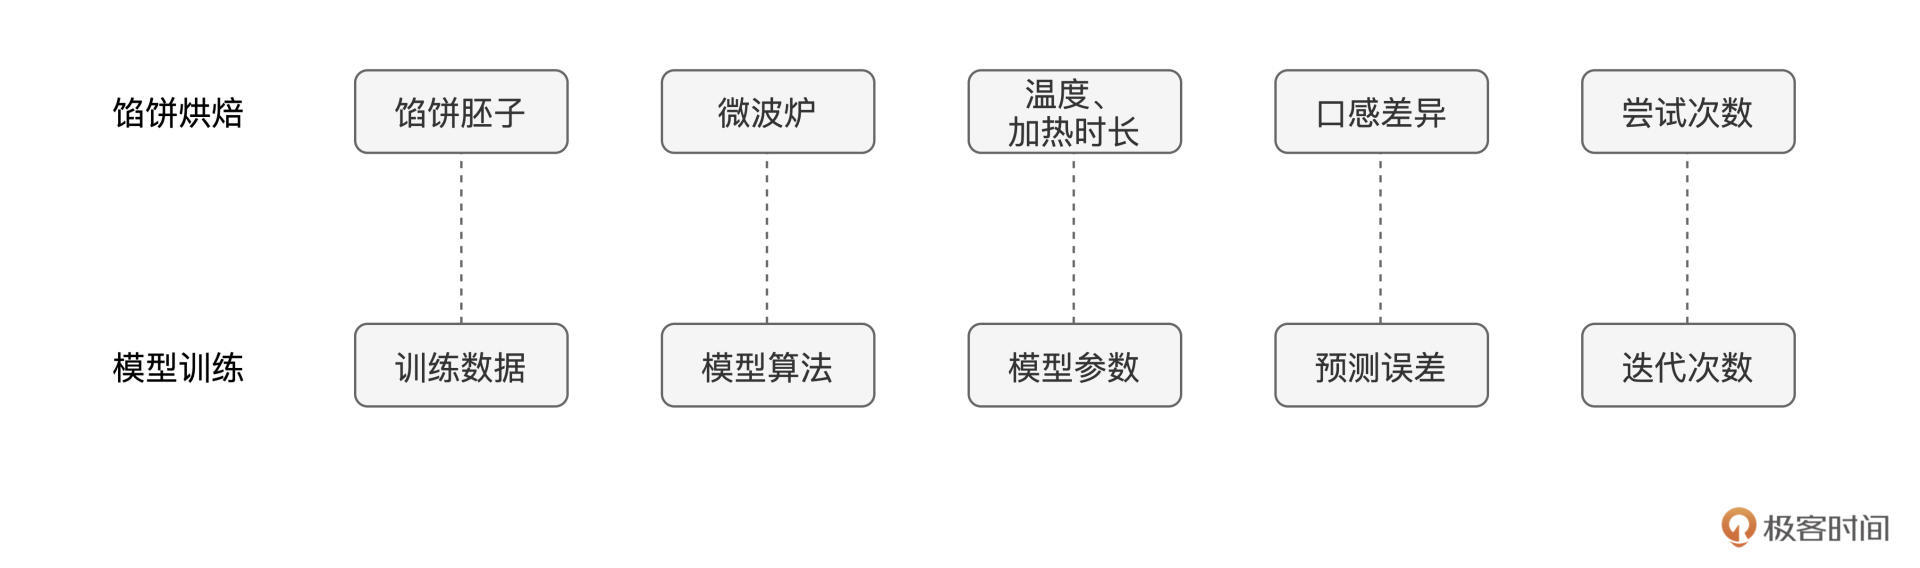 馅饼烘焙
馅饼胚子
微波炉
温度、
加热时长
口感差异
尝试次数
模型训练
训练数据
模型算法
模型参数
预测误差
迭代次数
极客时间